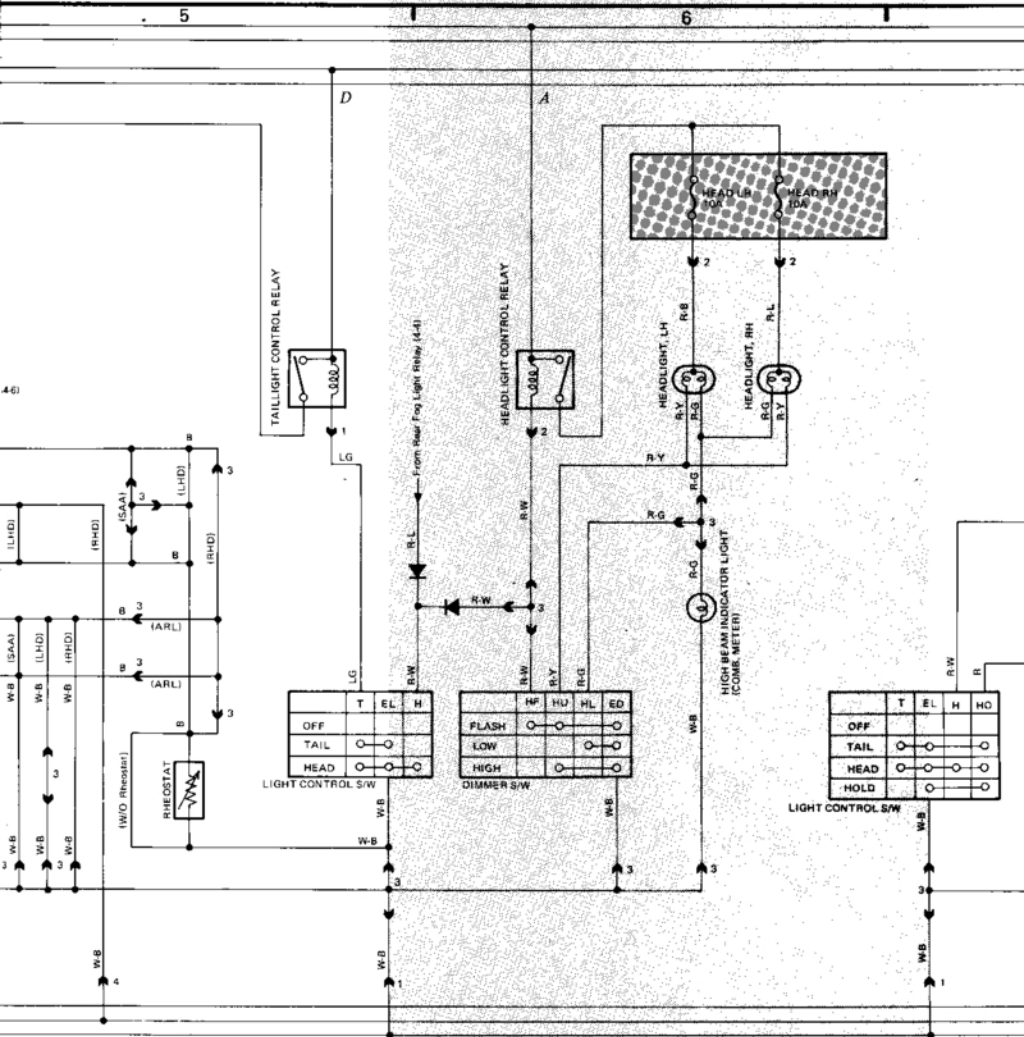 5
6
D
A
HEAD LH
10A
HEAD RH
10A
2
2
TAILLIGHT CONTROL RELAY
HEADLIGHT CONTROL RELAY
From Rear Fog Light Relay (4-4)
R-B
R-L
HEADLIGHT, LH
HEADLIGHT, RH
R-Y
R-G
R-G
R-Y
4-6)
1
2
LG
B
3
(LHD)
(SAA)
3
(RHD)
(LHD)
(RHD)
B
R-L
R-W
R-Y
R-G
R-G
3
R-G
HIGH BEAM INDICATOR LIGHT
(COMB. METER)
R-W
3
B
3
(ARL)
B
3
(ARL)
(SAA)
(LHD)
(RHD)
W-B
W-B
W-B
B
3
LG
R-W
R-W
R-Y
R-G
W-B
R-W
R
T
EL
H
OFF
TAIL
HEAD
LIGHT CONTROL S/W
HF
HU
HL
ED
FLASH
LOW
HIGH
DIMMER S/W
T
EL
H
HO
OFF
TAIL
HEAD
HOLD
LIGHT CONTROL S/W
(W/O Rheostat)
RHEOSTAT
3
W-B
W-B
W-B
W-B
W-B
W-B
W-B
3
3
3
3
3
3
W-B
W-B
W-B
4
1
1